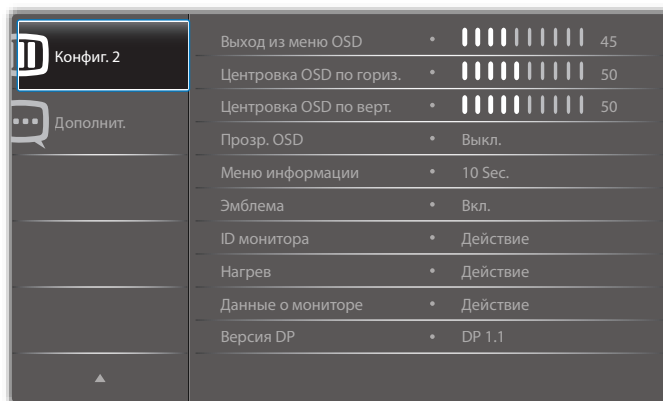 Конфиг. 2
Дополнит.
Выход из меню OSD • 45
Центровка OSD по гориз. • 50
Центровка OSD по верт. • 50
Прозр. OSD • Выкл.
Меню информации • 10 Sec.
Эмблема • Вкл.
ID монитора • Действие
Нагрев • Действие
Данные о мониторе • Действие
Версия DP • DP 1.1